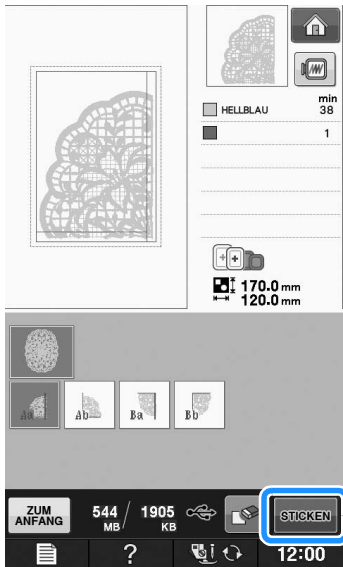 min
HELLBLAU 38
1
170.0 mm
120.0 mm
Aa Ab Ba Bb
ZUM ANFANG
544 MB / 1905 KB
STICKEN
?
12:00